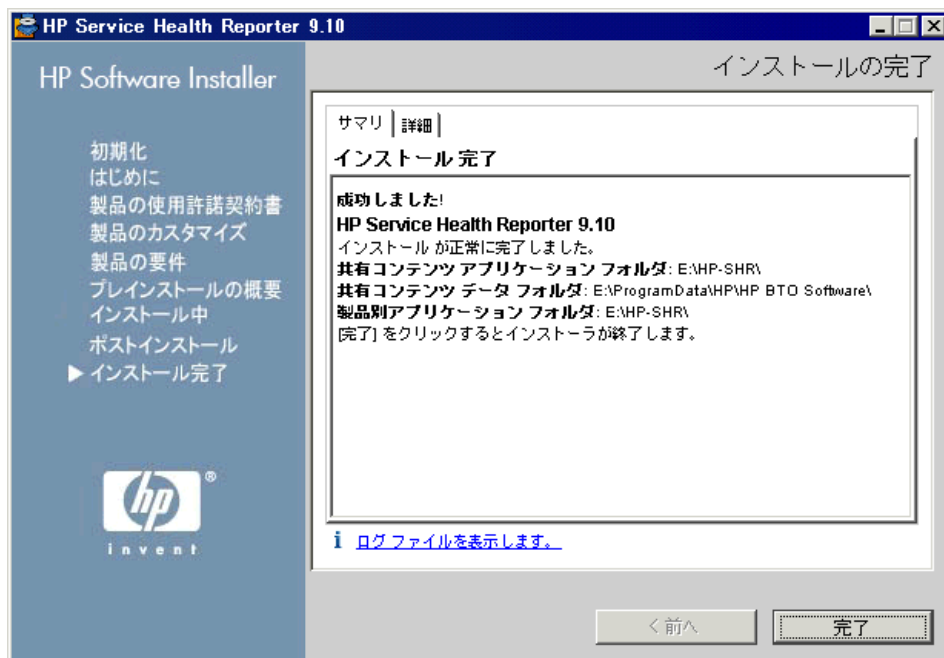 HP Service Health Reporter 9.10
HP Software Installer
インストールの完了
初期化
はじめに
製品の使用許諾契約書
製品のカスタマイズ
製品の要件
プレインストールの概要
インストール中
ポストインストール
インストール完了
hp
®
invent
サマリ 詳細
インストール 完了
成功しました!
HP Service Health Reporter 9.10
インストール が正常に完了しました。
共有コンテンツ アプリケーション フォルダ: E:\HP-SHR\
共有コンテンツ データ フォルダ: E:\ProgramData\HP\HP BTO Software\
製品別アプリケーション フォルダ: E:\HP-SHR\
[完了] をクリックするとインストーラが終了します。
i ログ ファイルを表示します。
< 前へ 完了